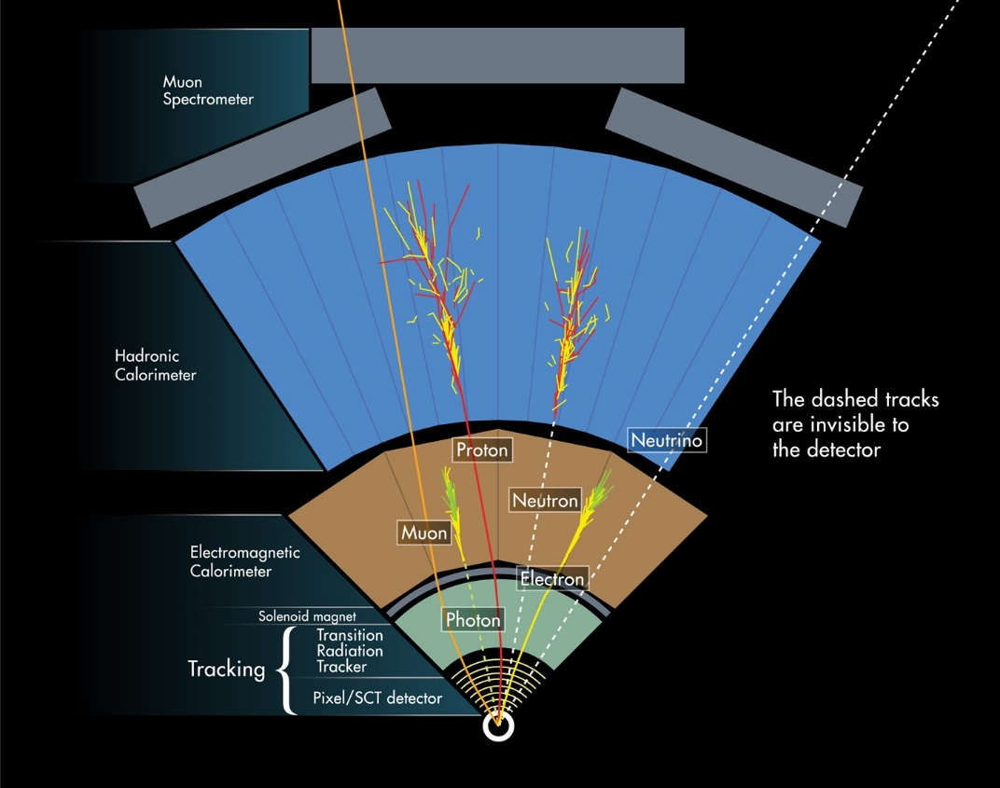 Muon
Spectrometer
Hadronic
Calorimeter
The dashed tracks
are invisible to
the detector
Neutrino
Proton
Neutron
Muon
Electromagnetic
Calorimeter
Electron
Solenoid magnet
Photon
Tracking
Transition
Radiation
Tracker
Pixel/SCT detector